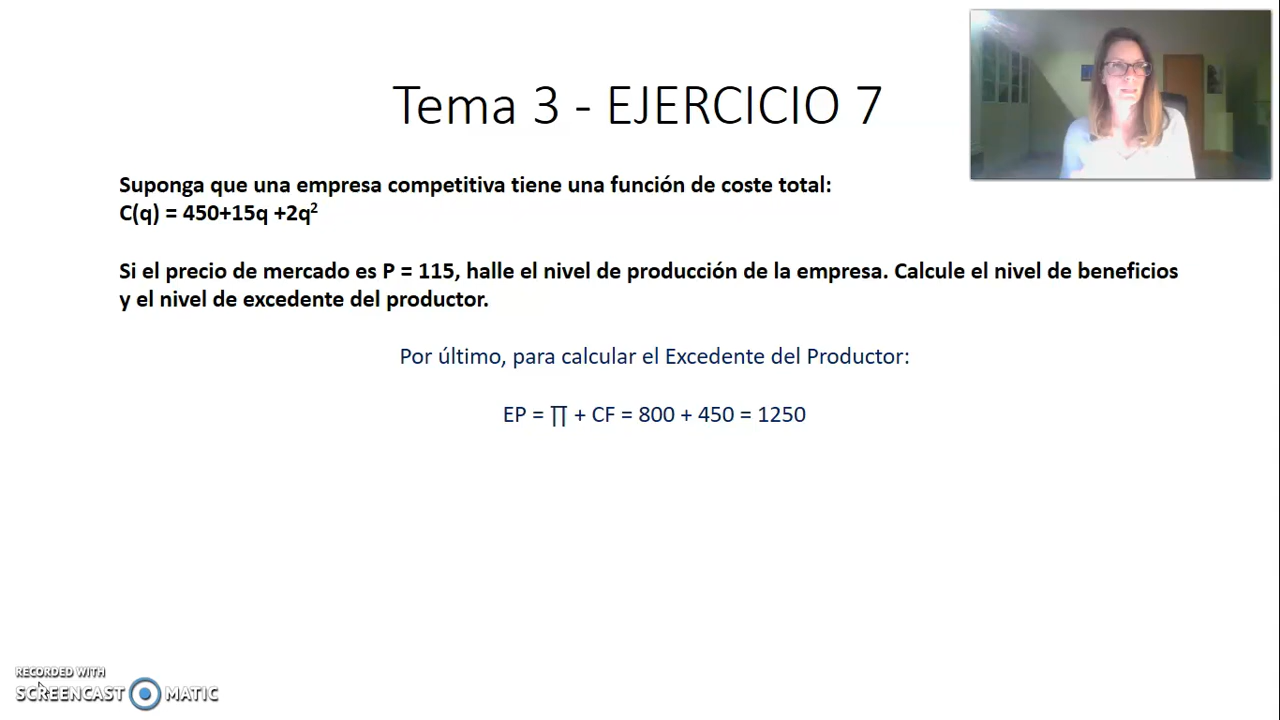 Tema 3 - EJERCICIO 7
Suponga que una empresa competitiva tiene una función de coste total:
C(q) = 450+15q +2q²
Si el precio de mercado es P = 115, halle el nivel de producción de la empresa. Calcule el nivel de beneficios
y el nivel de excedente del productor.
Por último, para calcular el Excedente del Productor:
EP = ∏ + CF = 800 + 450 = 1250
RECORDED WITH
SCREENCAST MATIC